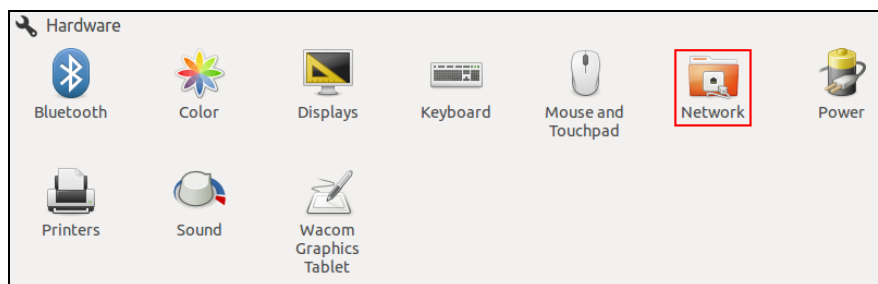 Hardware
Bluetooth
Color
Displays
Keyboard
Mouse and
Touchpad
Network
Power
Printers
Sound
Wacom
Graphics
Tablet